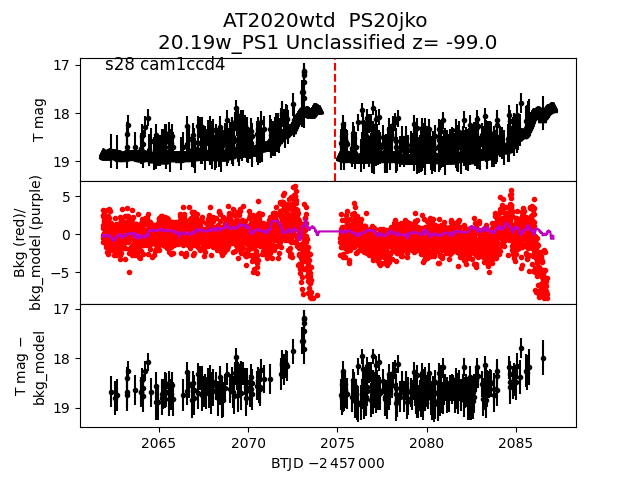 AT2020wtd  PS20jko
20.19w_PS1 Unclassified z= -99.0
s28 cam1ccd4
17
18
19
T mag
5
0
−5
Bkg (red)/
bkg_model (purple)
17
18
19
T mag −
bkg_model
2065 2070 2075 2080 2085
BTJD −2 457 000